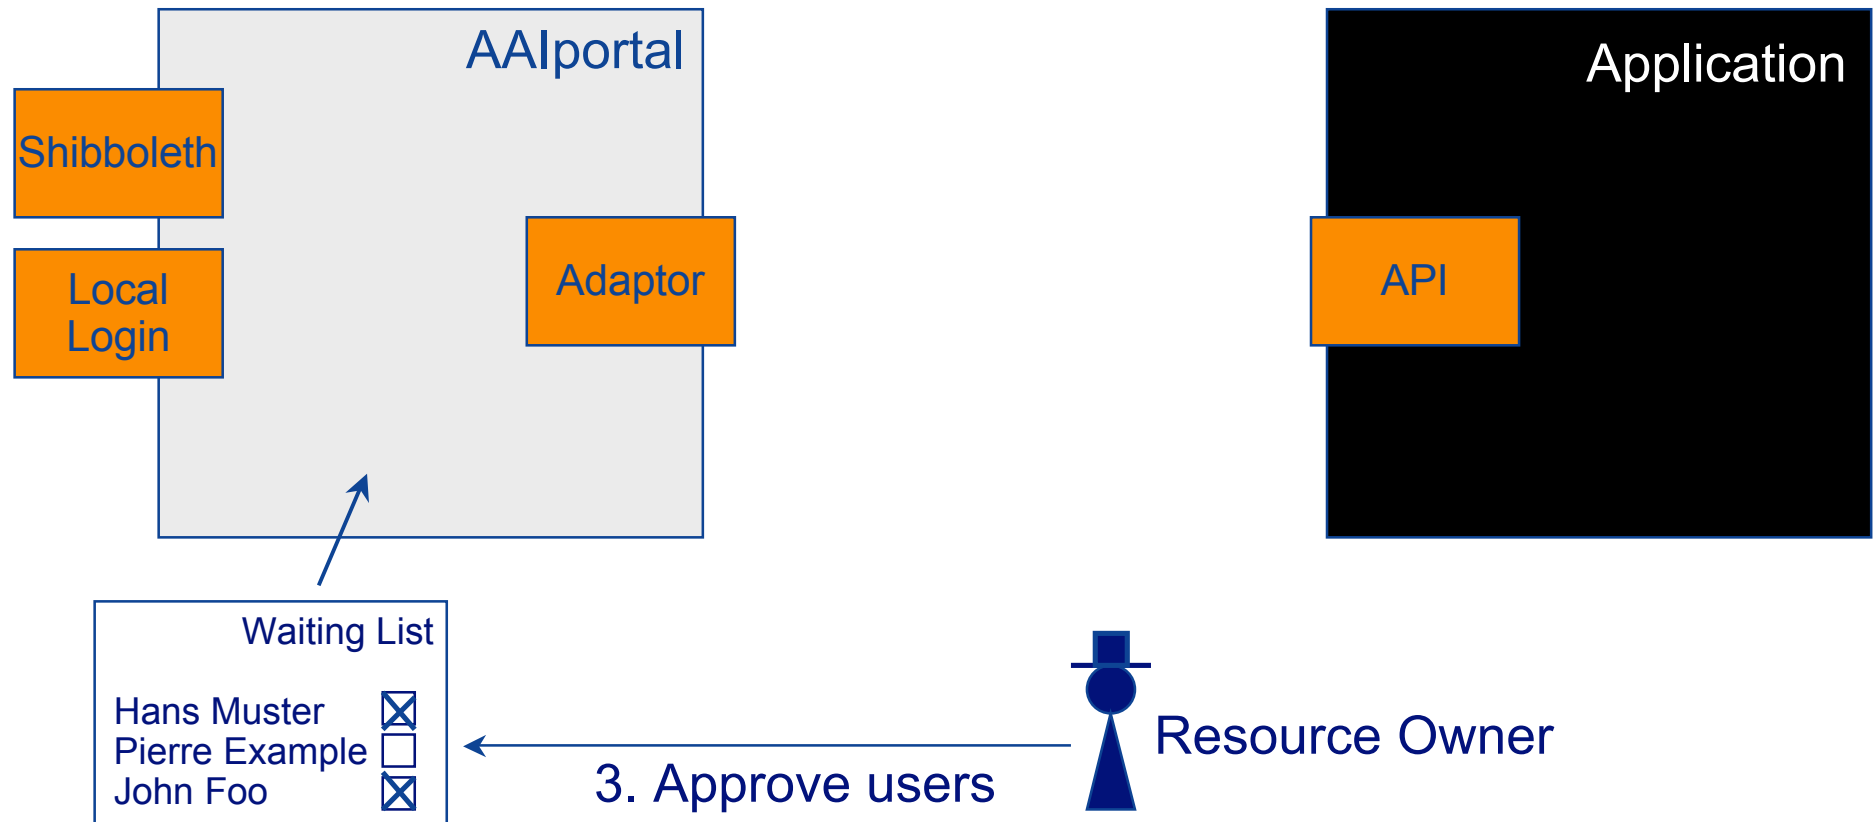 AAIportal
Application
Shibboleth
Local
Login
Adaptor
API
Waiting List
Hans Muster
Pierre Example
John Foo
3. Approve users
Resource Owner